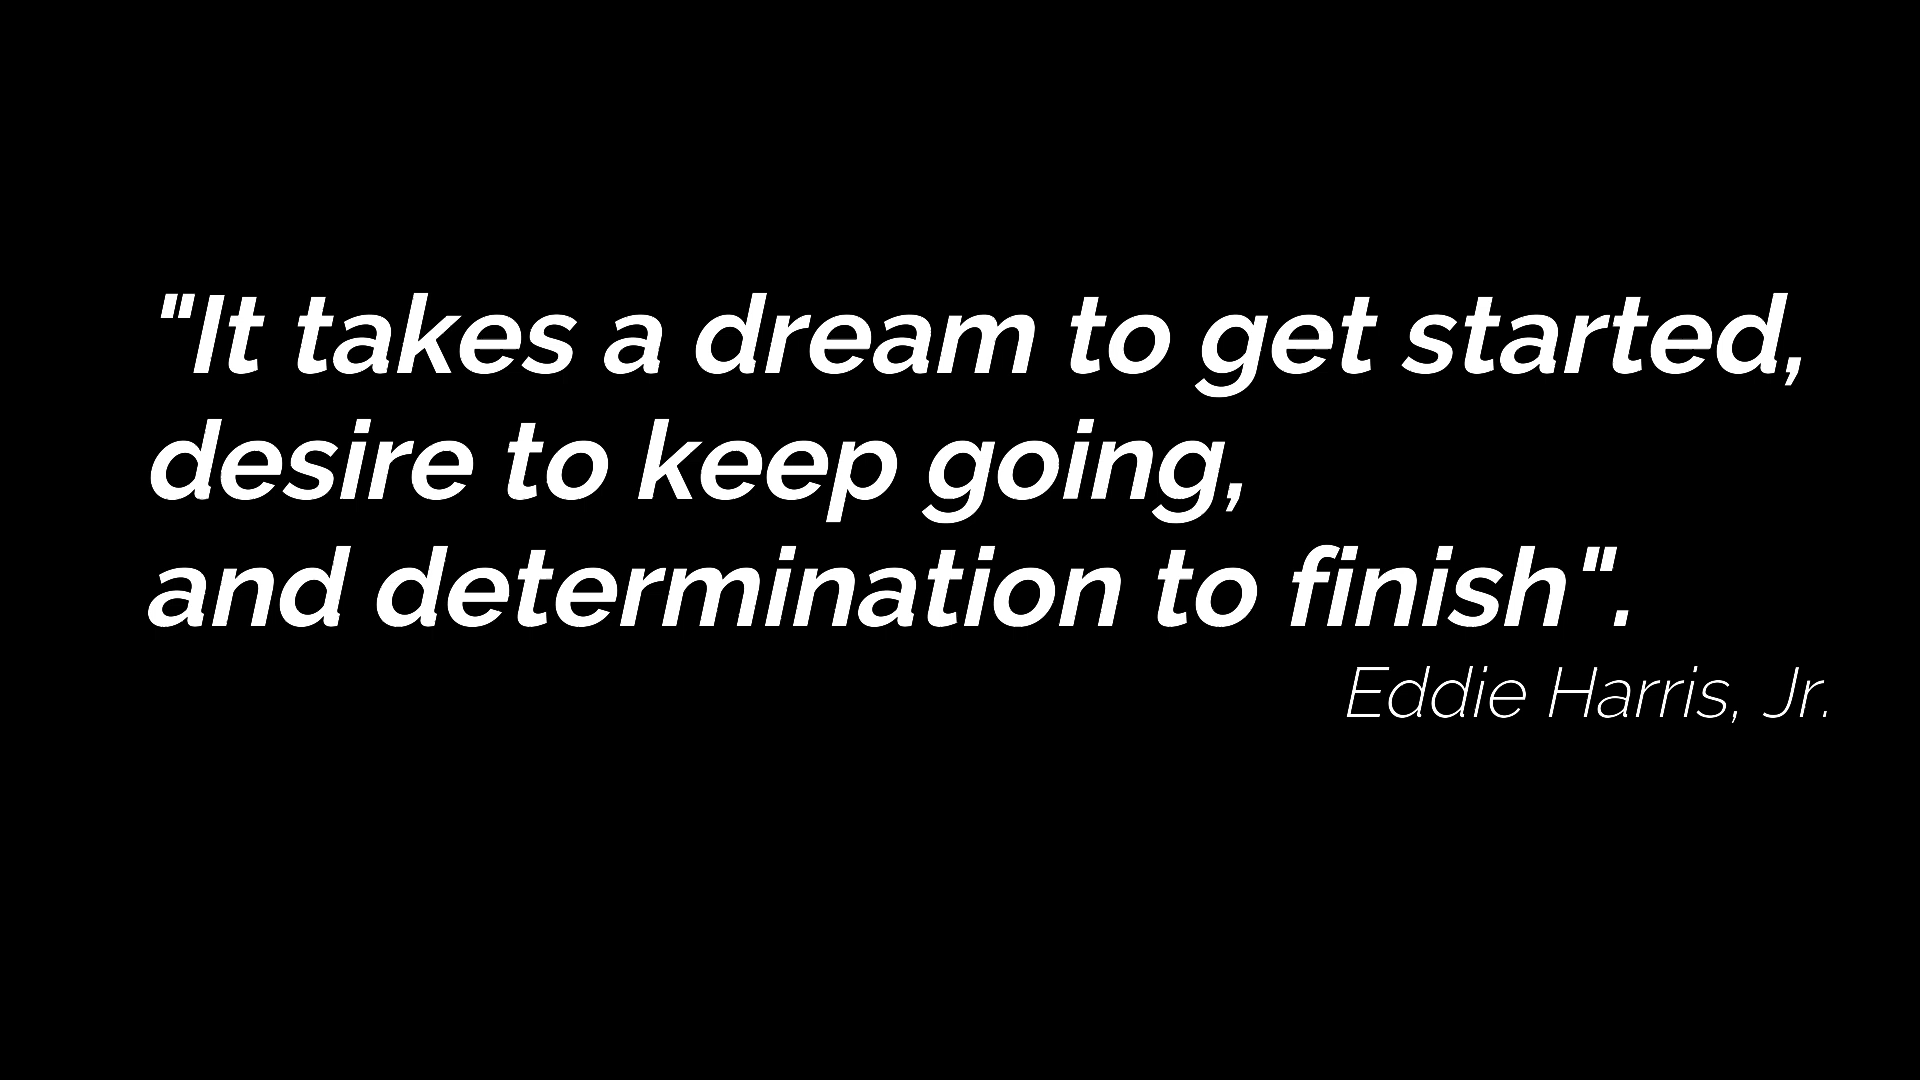 "It takes a dream to get started,
desire to keep going,
and determination to finish".
Eddie Harris, Jr.